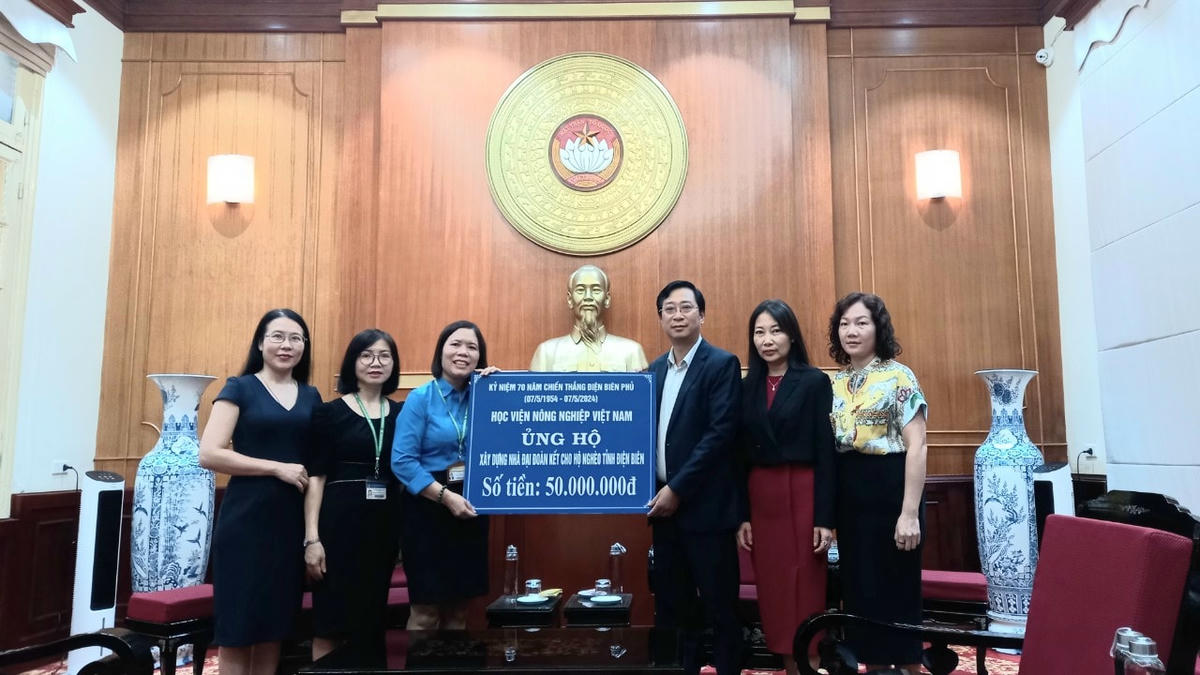 KỶ NIỆM 70 NĂM CHIẾN THẮNG ĐIỆN BIÊN PHỦ
(07/5/1954 - 07/5/2024)
HỌC VIỆN NÔNG NGHIỆP VIỆT NAM
ỦNG HỘ
XÂY DỰNG NHÀ ĐẠI ĐOÀN KẾT CHO HỘ NGHÈO TỈNH ĐIỆN BIÊN
Số tiền: 50.000.000đ